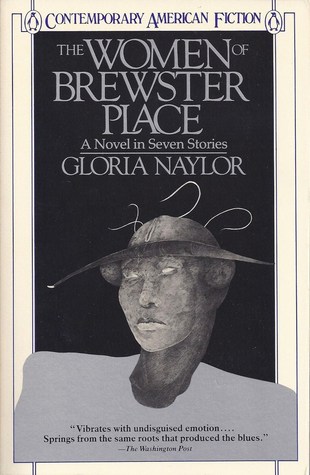 CONTEMPORARY AMERICAN FICTION
THE WOMEN OF
BREWSTER
PLACE
A Novel in Seven Stories
GLORIA NAYLOR
"Vibrates with undisguised emotion....
Springs from the same roots that produced the blues."
—The Washington Post